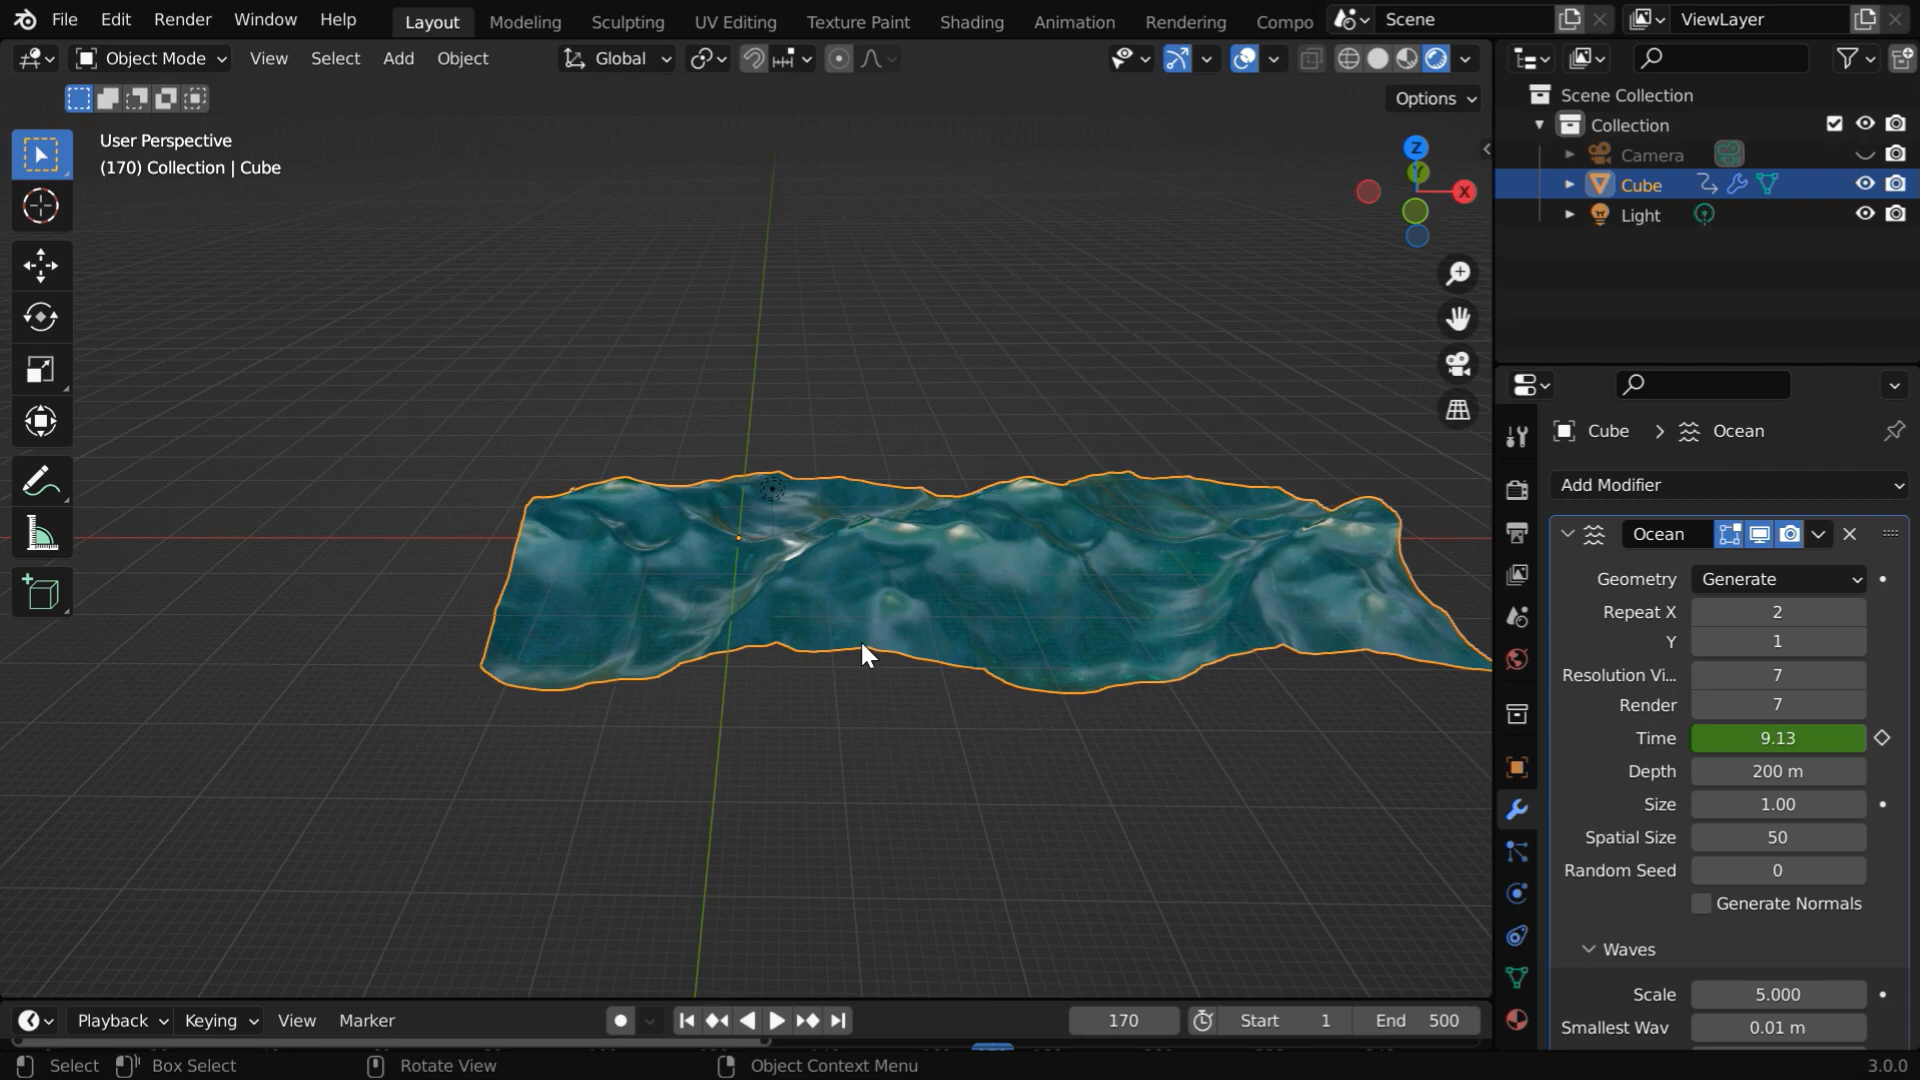 File Edit Render Window Help Layout Modeling Sculpting UV Editing Texture Paint Shading Animation Rendering Compo Scene ViewLayer
Object Mode View Select Add Object Global
Options
User Perspective
(170) Collection | Cube
Z
Y
X
Scene Collection
Collection
Camera
Cube
Light
Cube > Ocean
Add Modifier
Ocean
Geometry Generate
Repeat X 2
Y 1
Resolution Vi... 7
Render 7
Time 9.13
Depth 200 m
Size 1.00
Spatial Size 50
Random Seed 0
Generate Normals
Waves
Scale 5.000
Smallest Wav 0.01 m
Playback Keying View Marker 170 Start 1 End 500
Select Box Select Rotate View Object Context Menu 3.0.0